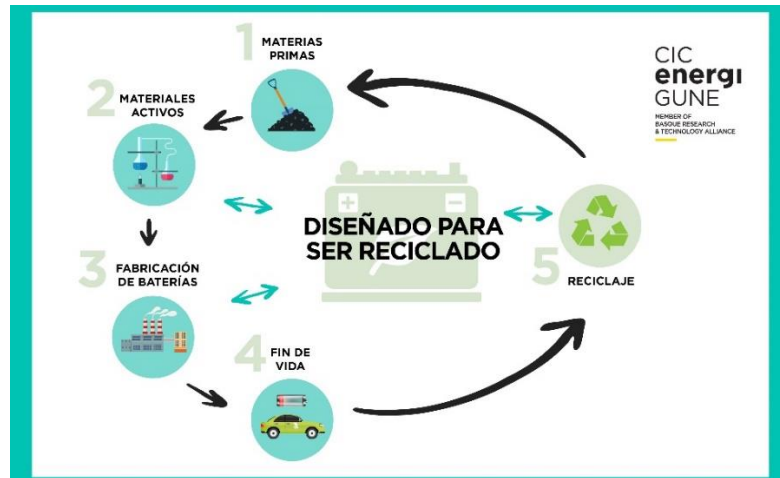 1
MATERIAS
PRIMAS
2
MATERIALES
ACTIVOS
3
FABRICACIÓN
DE BATERÍAS
4
FIN DE
VIDA
5
RECICLAJE
DISEÑADO PARA
SER RECICLADO
CIC
energi
GUNE
MEMBER OF
BASQUE RESEARCH
& TECHNOLOGY ALLIANCE